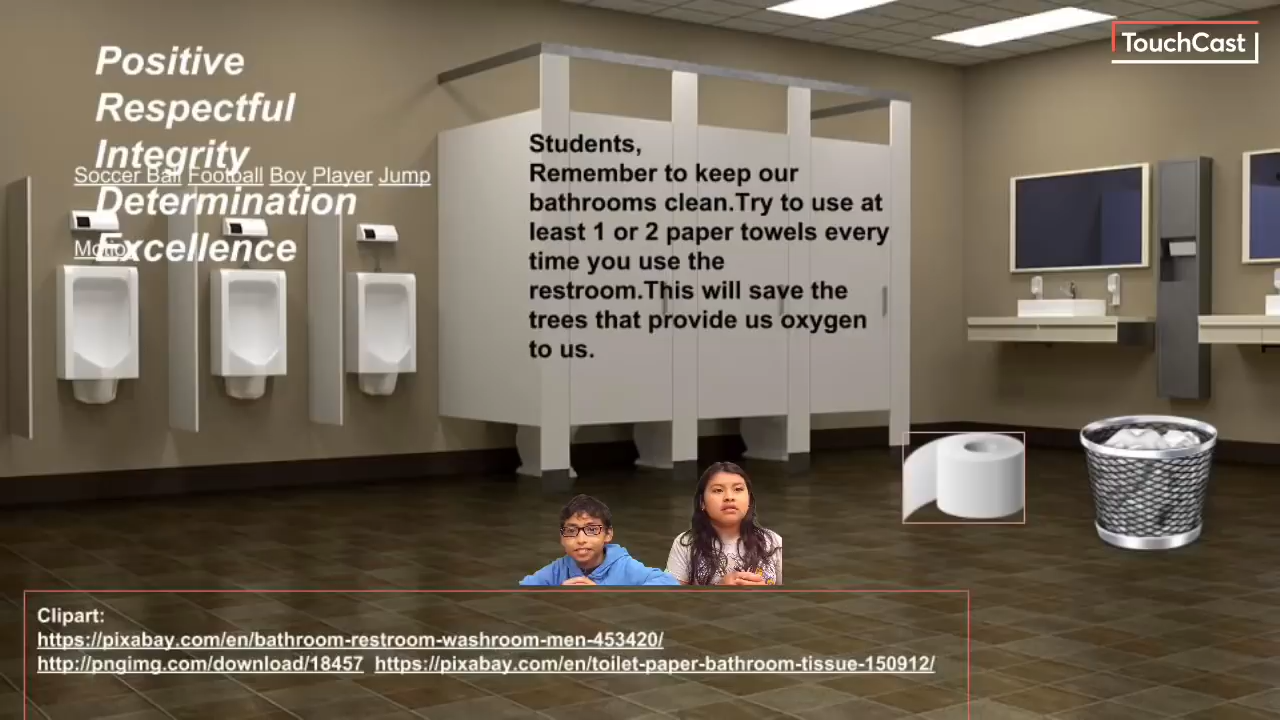 TouchCast
Positive
Respectful
Integrity
Soccer Ball Football Boy Player Jump
Determination
Motion
Excellence
Students,
Remember to keep our
bathrooms clean.Try to use at
least 1 or 2 paper towels every
time you use the
restroom.This will save the
trees that provide us oxygen
to us.
Clipart:
https://pixabay.com/en/bathroom-restroom-washroom-men-453420/
http://pngimg.com/download/18457 https://pixabay.com/en/toilet-paper-bathroom-tissue-150912/